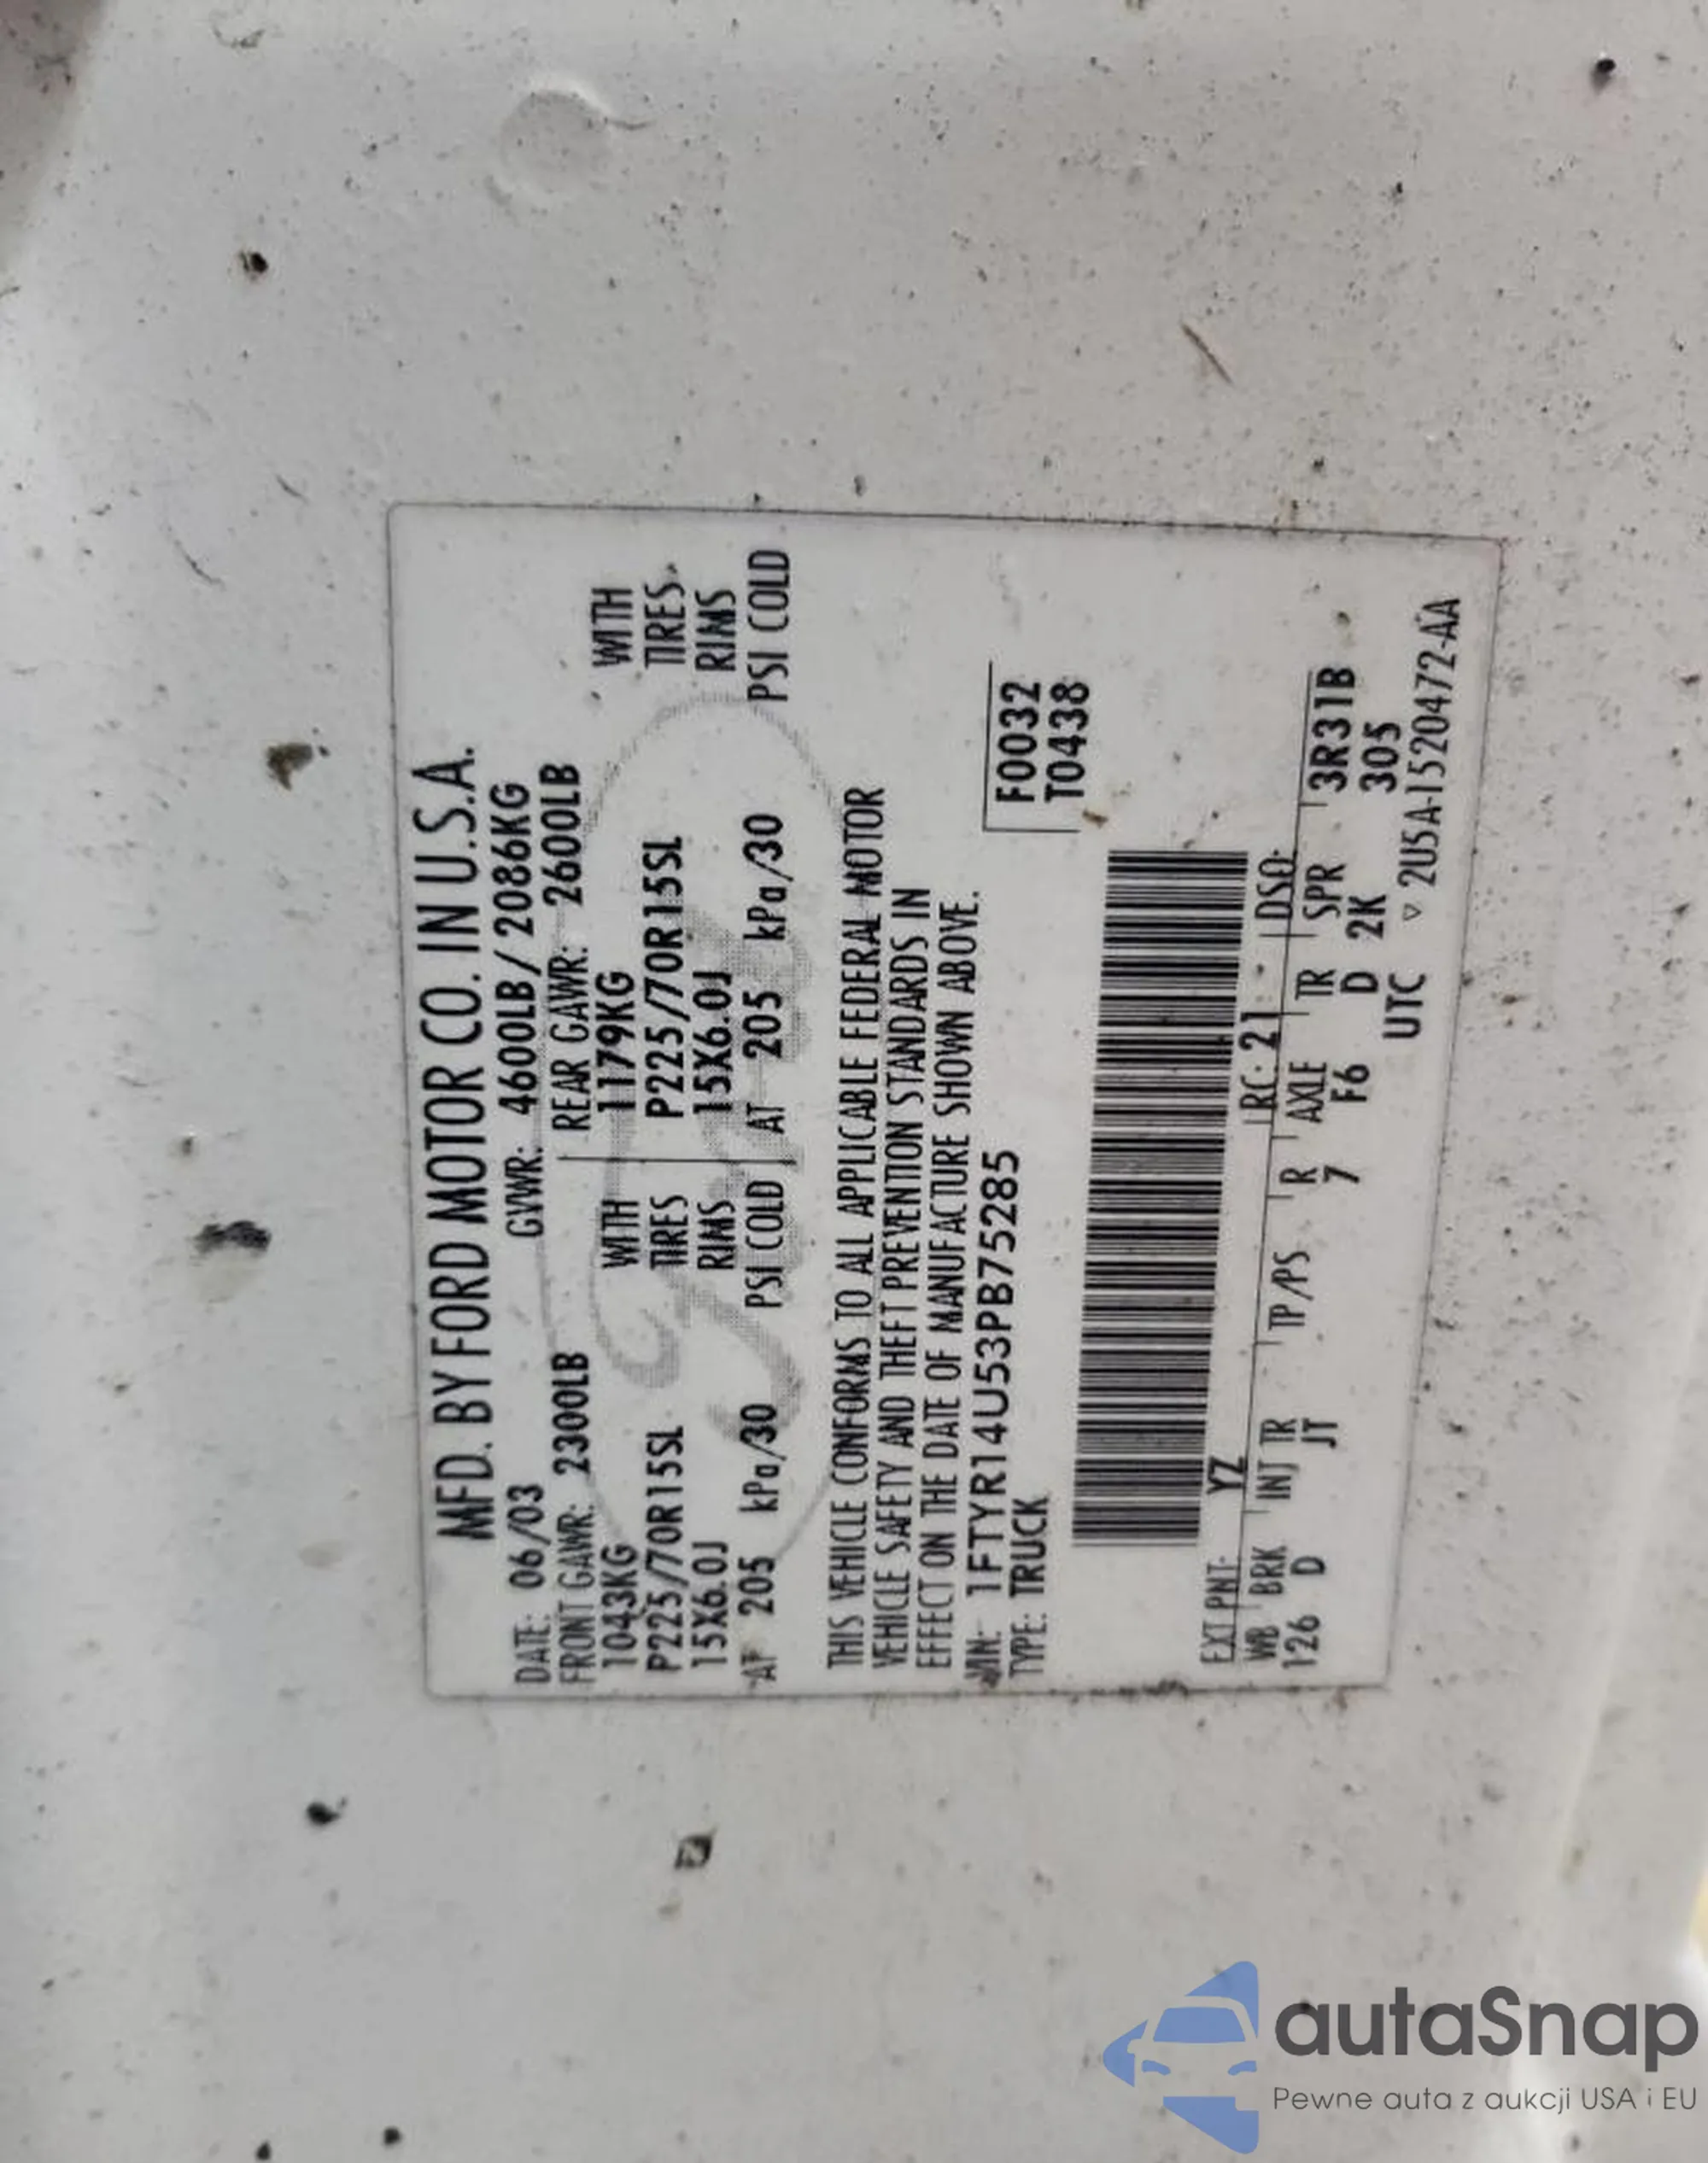 MFD. BY FORD MOTOR CO. IN U.S.A.
DATE: 06/03 GVWR: 4600LB/ 2086KG
FRONT GAWR: 2300LB REAR GAWR: 2600LB
1043KG WITH 1179KG WITH
P225/70R15SL TIRES P225/70R15SL TIRES
15X6.0J RIMS 15X6.0J RIMS
AT 205 kPa/30 PSI COLD AT 205 kPa/30 PSI COLD
THIS VEHICLE CONFORMS TO ALL APPLICABLE FEDERAL MOTOR
VEHICLE SAFETY AND THEFT PREVENTION STANDARDS IN
EFFECT ON THE DATE OF MANUFACTURE SHOWN ABOVE.
VIN: 1FTYR14U53PB75285 F0032
TYPE: TRUCK T0438
EXT PNT: YZ RC: 21 DSO:
WB BRK INJ TR TP/PS R AXLE TR SPR 3R31B
126 D JT 7 F6 D 2K 305
UTC ▽ 2U5A-1520472-AA
autaSnap
Pewne auta z aukcji USA i EU